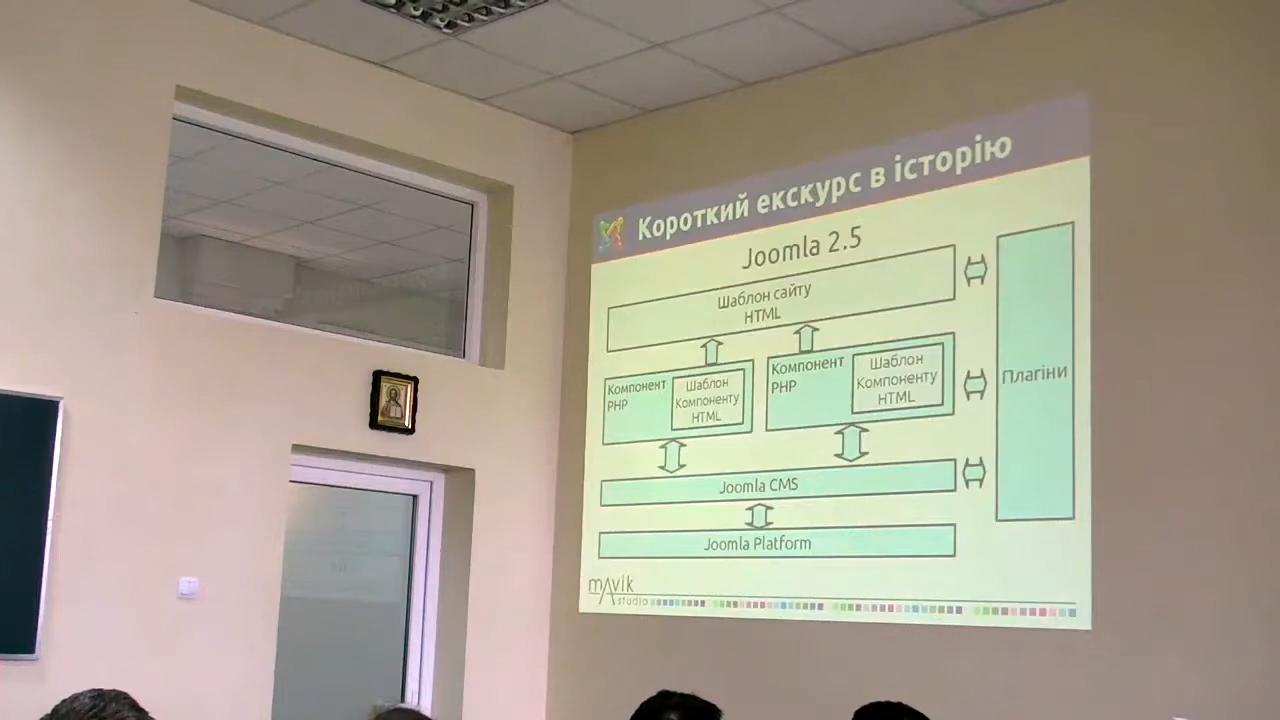 Короткий екскурс в історію
Joomla 2.5
Шаблон сайту
HTML
Компонент
PHP
Шаблон
Компоненту
HTML
Компонент
PHP
Шаблон
Компоненту
HTML
Плагіни
Joomla CMS
Joomla Platform
mavik
studio